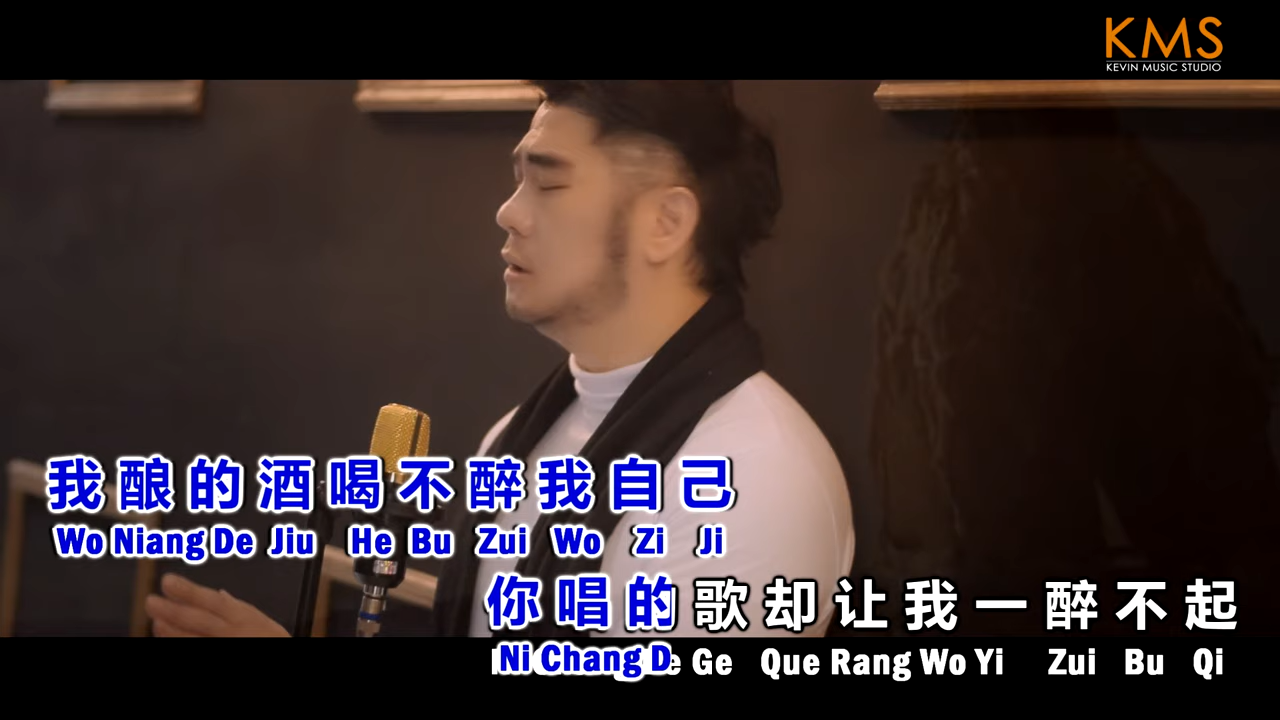 KMS
KEVIN MUSIC STUDIO
我酿的酒喝不醉我自己
Wo Niang De Jiu He Bu Zui Wo Zi Ji
你唱的歌却让我一醉不起
Ni Chang De Ge Que Rang Wo Yi Zui Bu Qi